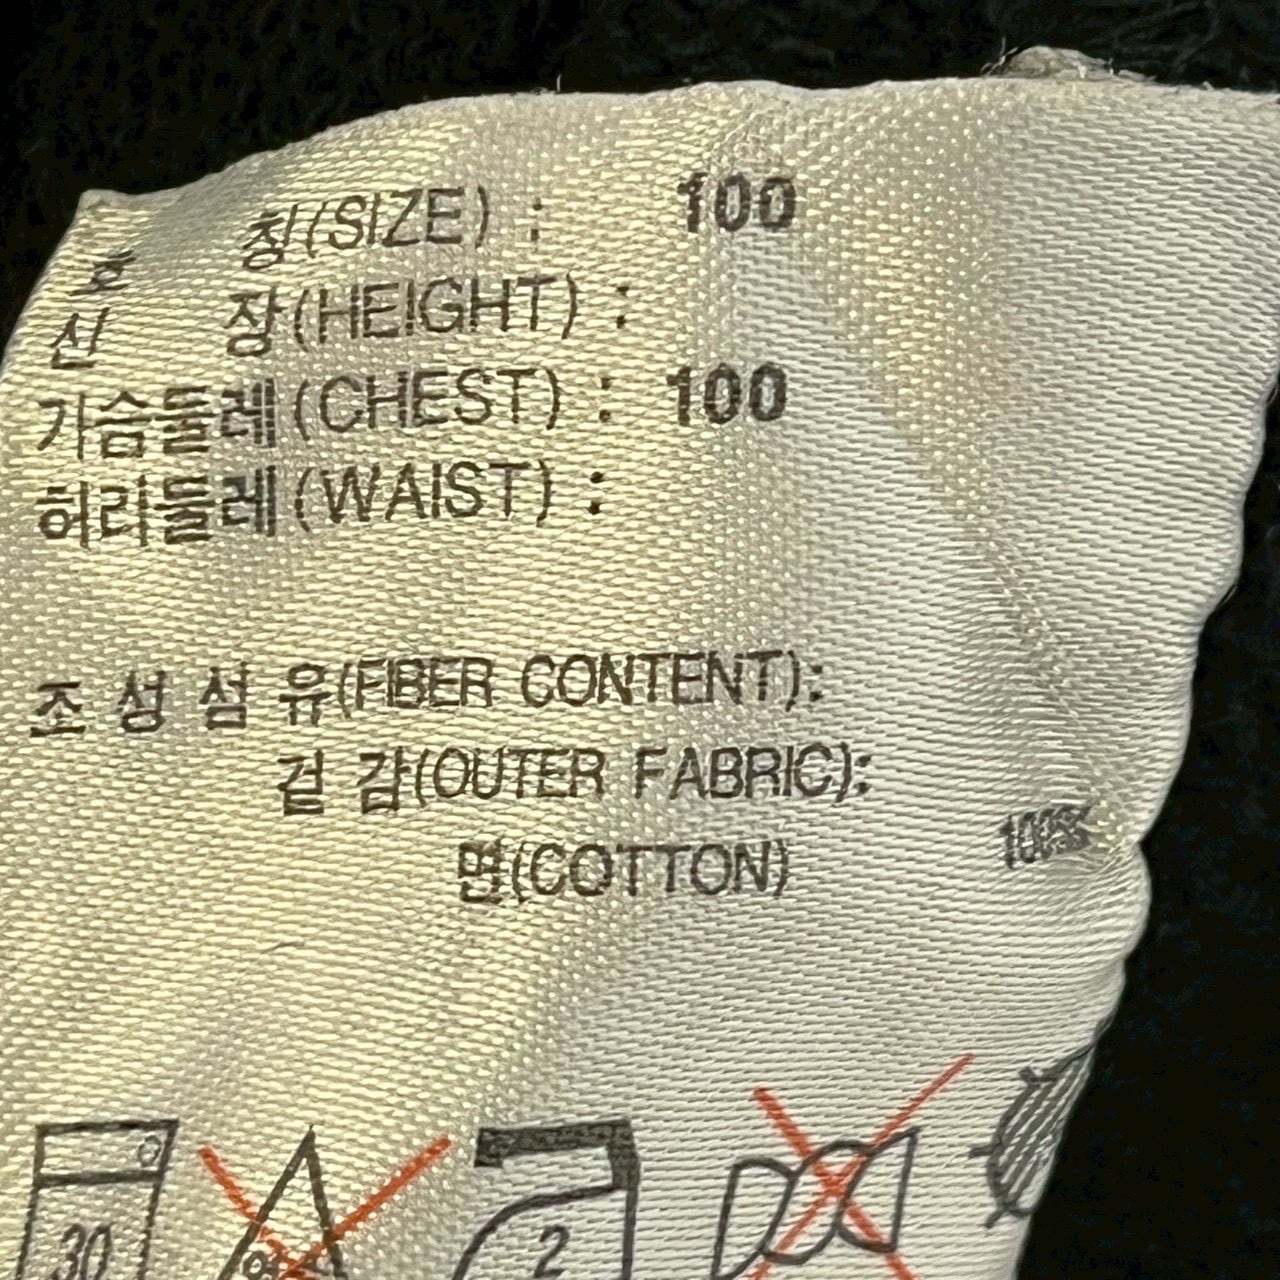 호 칭(SIZE) : 100
신 장(HEIGHT) :
가슴둘레(CHEST) : 100
허리둘레(WAIST) :
조 성 섬 유(FIBER CONTENT):
겉 감(OUTER FABRIC):
면(COTTON) 100%
30
2